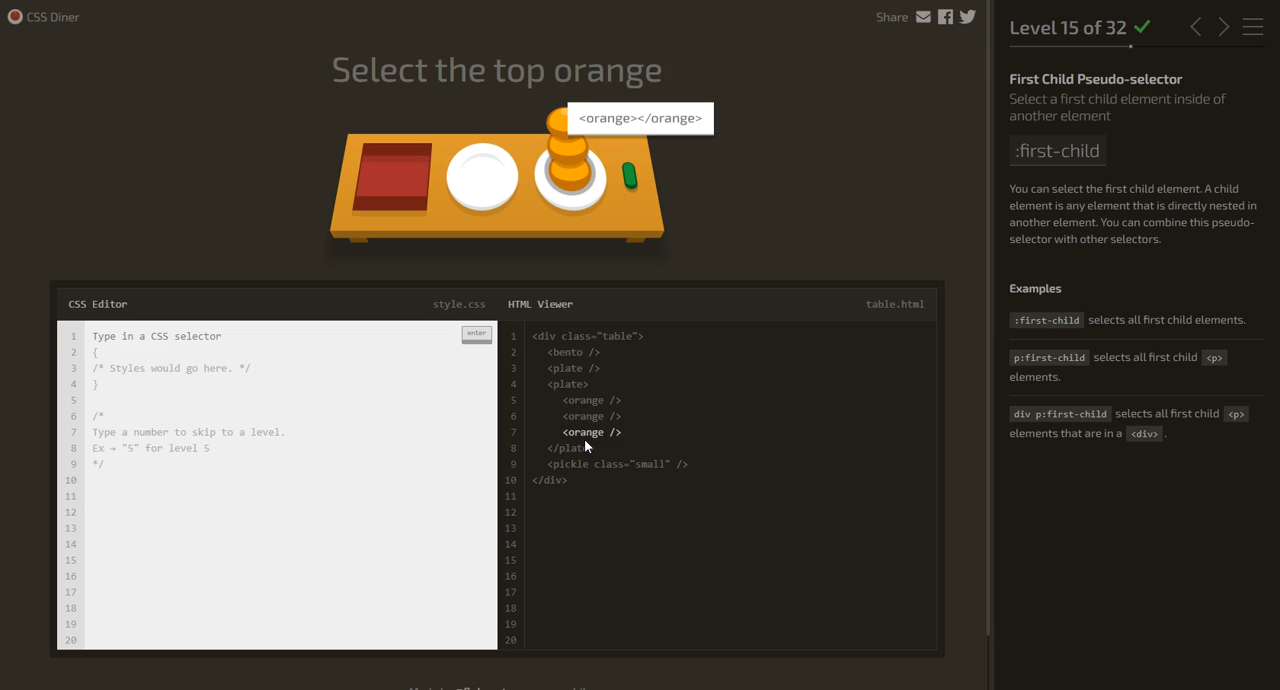 CSS Diner
Share
Select the top orange
<orange></orange>
CSS Editor
style.css
HTML Viewer
table.html
1 Type in a CSS selector
enter
2 {
3 /* Styles would go here. */
4 }
5
6 /*
7 Type a number to skip to a level.
8 Ex → "5" for level 5
9 */
10
11
12
13
14
15
16
17
18
19
20
1 <div class="table">
2 <bento />
3 <plate />
4 <plate>
5 <orange />
6 <orange />
7 <orange />
8 </plate>
9 <pickle class="small" />
10 </div>
11
12
13
14
15
16
17
18
19
20
Level 15 of 32
First Child Pseudo-selector
Select a first child element inside of
another element
:first-child
You can select the first child element. A child
element is any element that is directly nested in
another element. You can combine this pseudo-
selector with other selectors.
Examples
:first-child selects all first child elements.
p:first-child selects all first child <p>
elements.
div p:first-child selects all first child <p>
elements that are in a <div> .